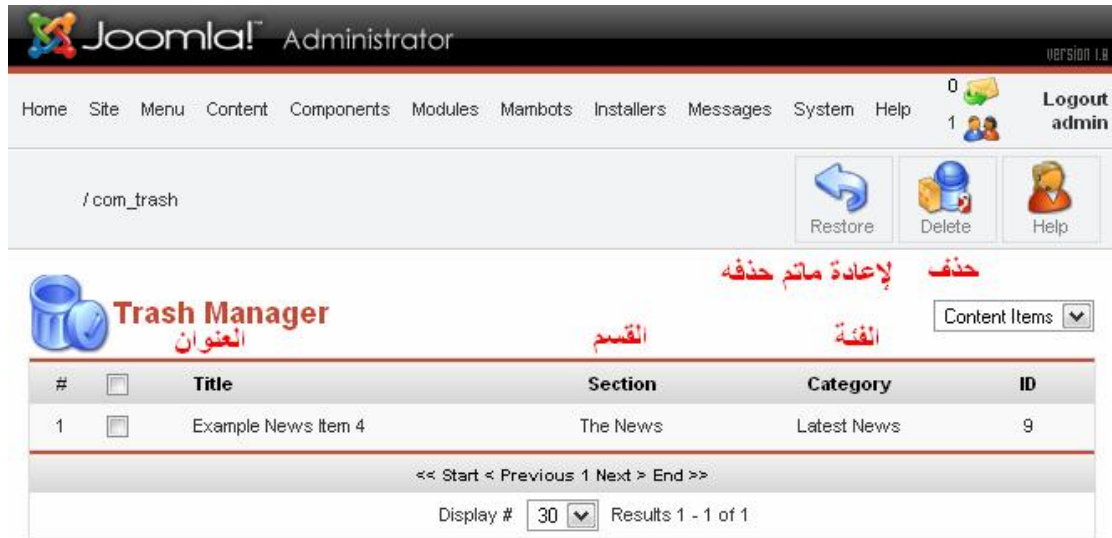 Joomla! Administrator
version 1.0
Home Site Menu Content Components Modules Mambots Installers Messages System Help 0 1 Logout admin
/ com_trash
Restore Delete Help
حذف لإعادة ماتم حذفه
Trash Manager
Content Items
العنوان القسم الفئة
# Title Section Category ID
1 Example News Item 4 The News Latest News 9
<< Start < Previous 1 Next > End >>
Display # 30 Results 1 - 1 of 1